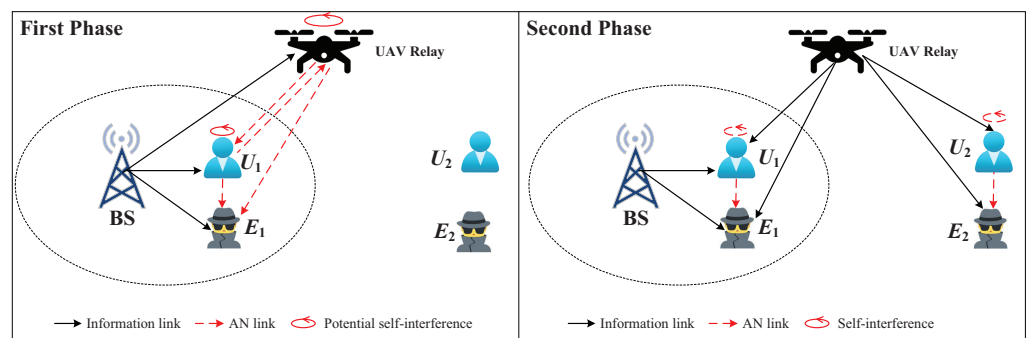 First Phase
UAV Relay
U₁
U₂
BS
E₁
E₂
Information link
AN link
Potential self-interference
Second Phase
UAV Relay
U₁
U₂
BS
E₁
E₂
Information link
AN link
Self-interference